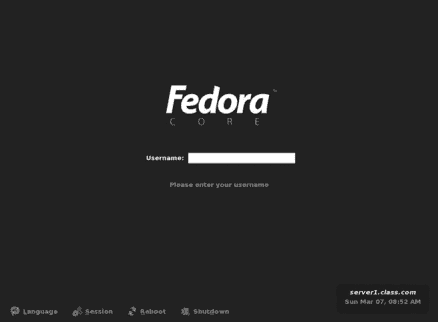 Fedora™
CORE
Username:
Please enter your username
server1.class.com
Sun Mar 07, 08:52 AM
Language Session Reboot Shutdown